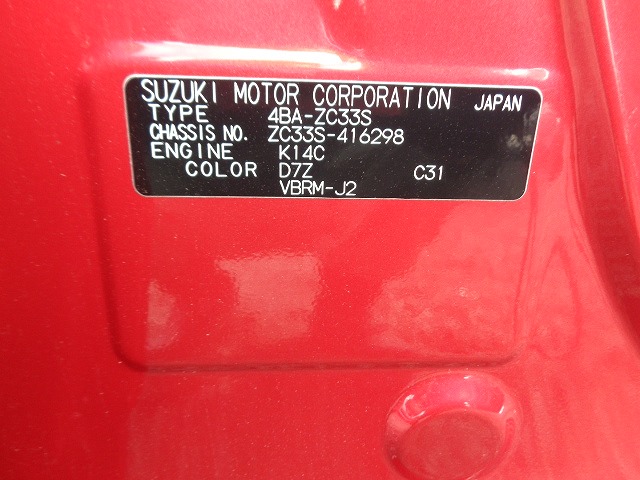 SUZUKI MOTOR CORPORATION JAPAN
TYPE 4BA-ZC33S
CHASSIS NO. ZC33S-416298
ENGINE K14C
COLOR D7Z C31
VBRM-J2